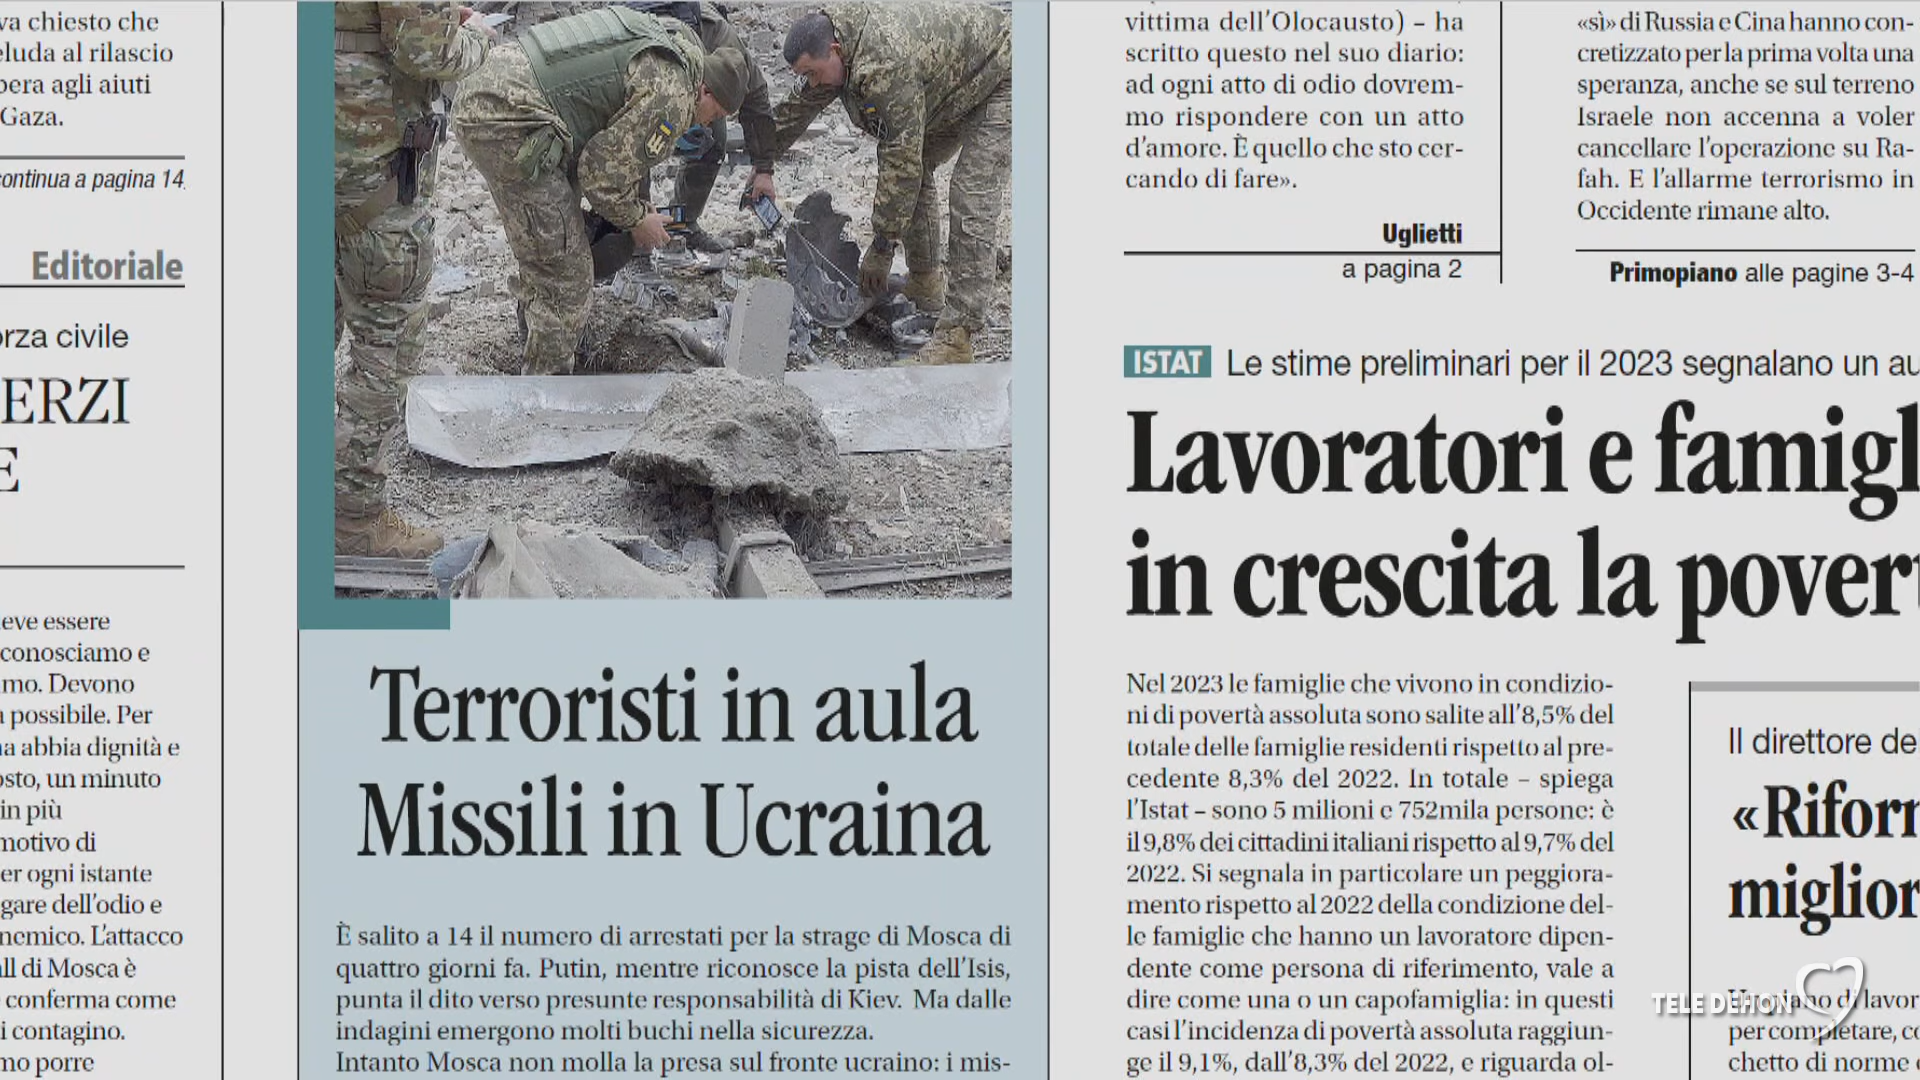 va chiesto che
eluda al rilascio
pera agli aiuti
Gaza.
continua a pagina 14
Editoriale
orza civile
ERZI
E
eve essere
conosciamo e
amo. Devono
a possibile. Per
na abbia dignità e
osto, un minuto
in più
motivo di
er ogni istante
gare dell'odio e
nemico. L'attacco
all di Mosca è
conferma come
i contagino.
mo porre
Terroristi in aula
Missili in Ucraina
È salito a 14 il numero di arrestati per la strage di Mosca di
quattro giorni fa. Putin, mentre riconosce la pista dell'Isis,
punta il dito verso presunte responsabilità di Kiev. Ma dalle
indagini emergono molti buchi nella sicurezza.
Intanto Mosca non molla la presa sul fronte ucraino: i mis-
vittima dell'Olocausto) – ha
scritto questo nel suo diario:
ad ogni atto di odio dovrem-
mo rispondere con un atto
d'amore. È quello che sto cer-
cando di fare».
Uglietti
a pagina 2
«sì» di Russia e Cina hanno con-
cretizzato per la prima volta una
speranza, anche se sul terreno
Israele non accenna a voler
cancellare l'operazione su Ra-
fah. E l'allarme terrorismo in
Occidente rimane alto.
Primopiano alle pagine 3-4
ISTAT Le stime preliminari per il 2023 segnalano un au
Lavoratori e famigl
in crescita la povert
Nel 2023 le famiglie che vivono in condizio-
ni di povertà assoluta sono salite all'8,5% del
totale delle famiglie residenti rispetto al pre-
cedente 8,3% del 2022. In totale – spiega
l'Istat – sono 5 milioni e 752mila persone: è
il 9,8% dei cittadini italiani rispetto al 9,7% del
2022. Si segnala in particolare un peggiora-
mento rispetto al 2022 della condizione del-
le famiglie che hanno un lavoratore dipen-
dente come persona di riferimento, vale a
dire come una o un capofamiglia: in questi
casi l'incidenza di povertà assoluta raggiun-
ge il 9,1%, dall'8,3% del 2022, e riguarda ol-
Il direttore de
«Riforn
miglior
Un piano di lavor
per completare, co
chetto di norme
TELE DEHON